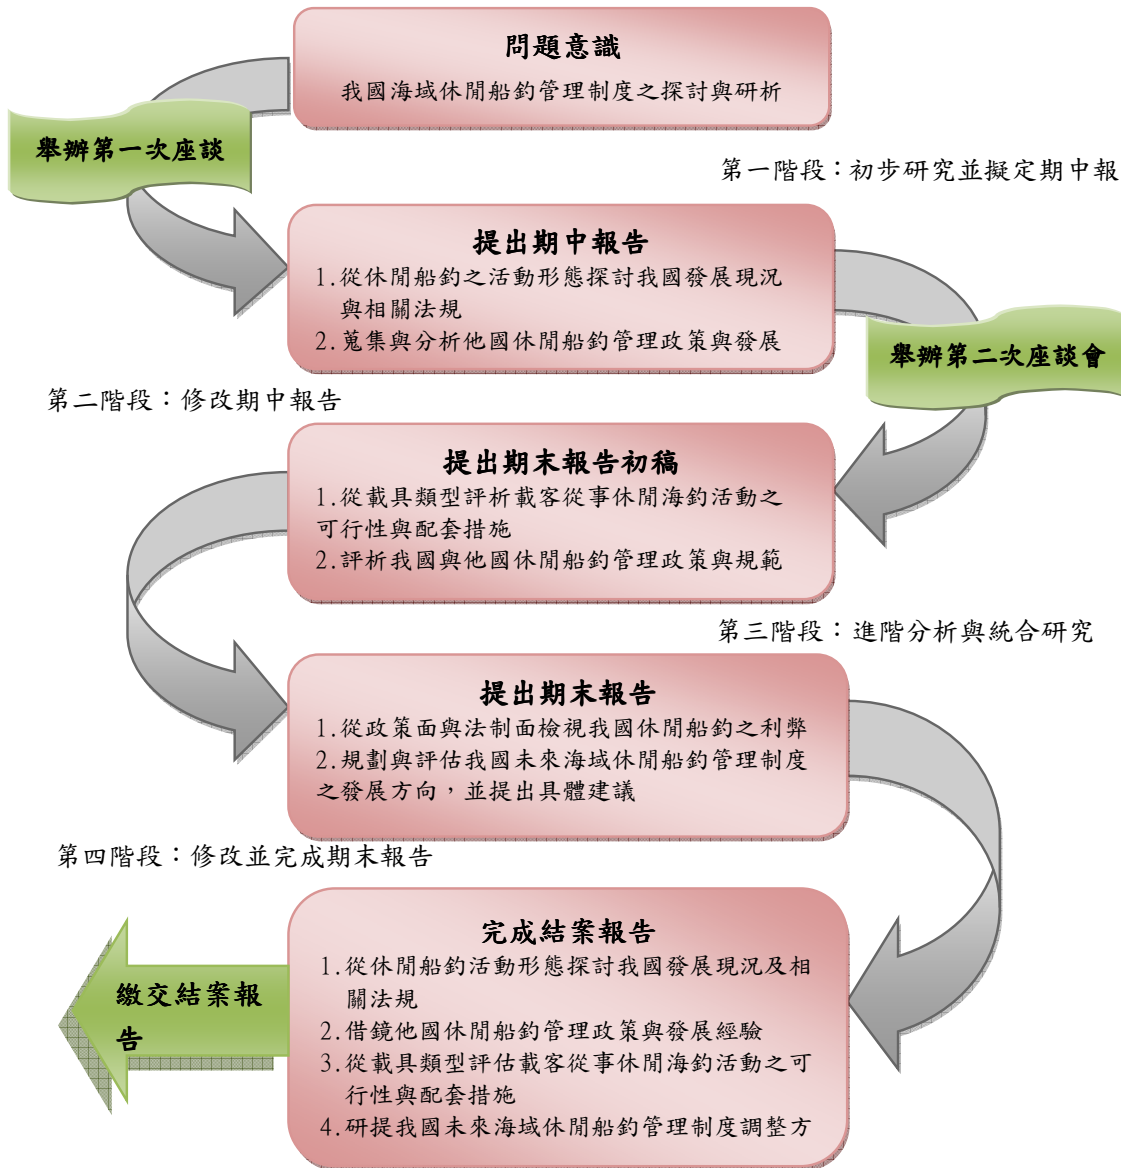 問題意識
我國海域休閒船釣管理制度之探討與研析
舉辦第一次座談
第一階段：初步研究並擬定期中報
提出期中報告
1.從休閒船釣之活動形態探討我國發展現況
與相關法規
2.蒐集與分析他國休閒船釣管理政策與發展
舉辦第二次座談會
第二階段：修改期中報告
提出期末報告初稿
1.從載具類型評析載客從事休閒海釣活動之
可行性與配套措施
2.評析我國與他國休閒船釣管理政策與規範
第三階段：進階分析與統合研究
提出期末報告
1.從政策面與法制面檢視我國休閒船釣之利弊
2.規劃與評估我國未來海域休閒船釣管理制度
之發展方向，並提出具體建議
第四階段：修改並完成期末報告
完成結案報告
1.從休閒船釣活動形態探討我國發展現況及相
關法規
2.借鏡他國休閒船釣管理政策與發展經驗
3.從載具類型評估載客從事休閒海釣活動之可
行性與配套措施
4.研提我國未來海域休閒船釣管理制度調整方
繳交結案報
告